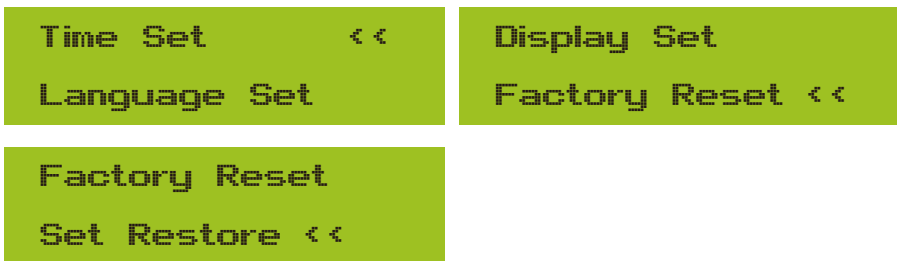 Time Set <<
Language Set
Display Set
Factory Reset <<
Factory Reset
Set Restore <<